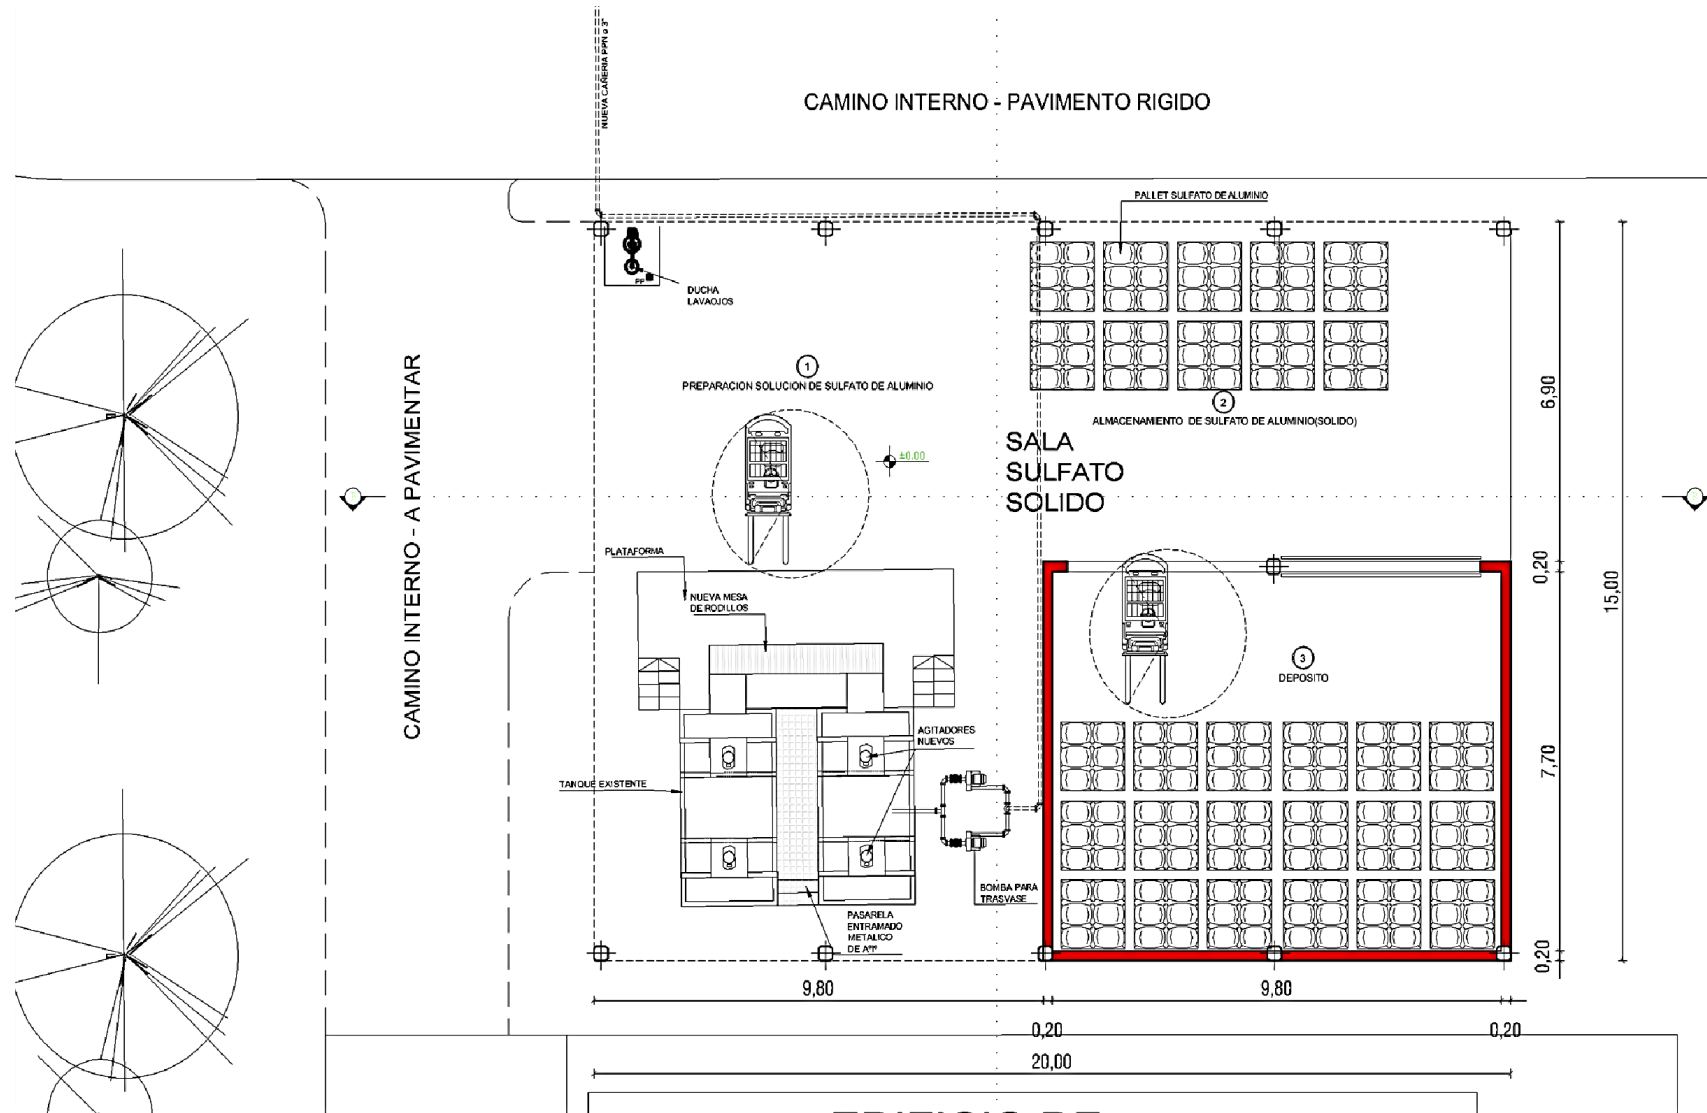 NUEVA CAÑERIA PPN ø 3"
CAMINO INTERNO - PAVIMENTO RIGIDO
PALLET SULFATO DE ALUMINIO
PP
DUCHA
LAVAOJOS
1
PREPARACION SOLUCION DE SULFATO DE ALUMINIO
2
ALMACENAMIENTO DE SULFATO DE ALUMINIO(SOLIDO)
±0.00
SALA
SULFATO
SOLIDO
CAMINO INTERNO - A PAVIMENTAR
6,90
0,20
15,00
7,70
0,20
PLATAFORMA
NUEVA MESA
DE RODILLOS
3
DEPOSITO
AGITADORES
NUEVOS
TANQUE EXISTENTE
BOMBA PARA
TRASVASE
PASARELA
ENTRAMADO
METALICO
9,80
9,80
0,20
0,20
20,00